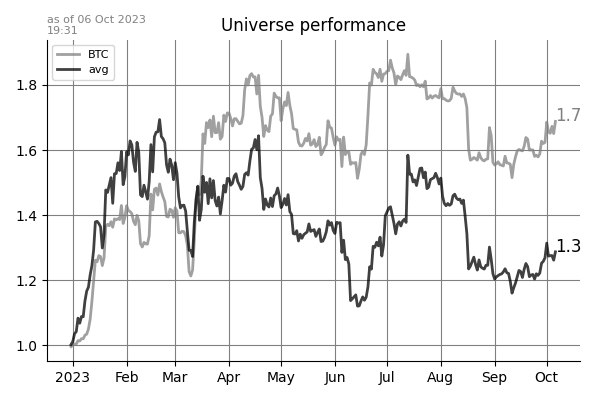 as of 06 Oct 2023
19:31
Universe performance
BTC
avg
1.8
1.6
1.4
1.2
1.0
1.7
1.3
2023 Feb Mar Apr May Jun Jul Aug Sep Oct